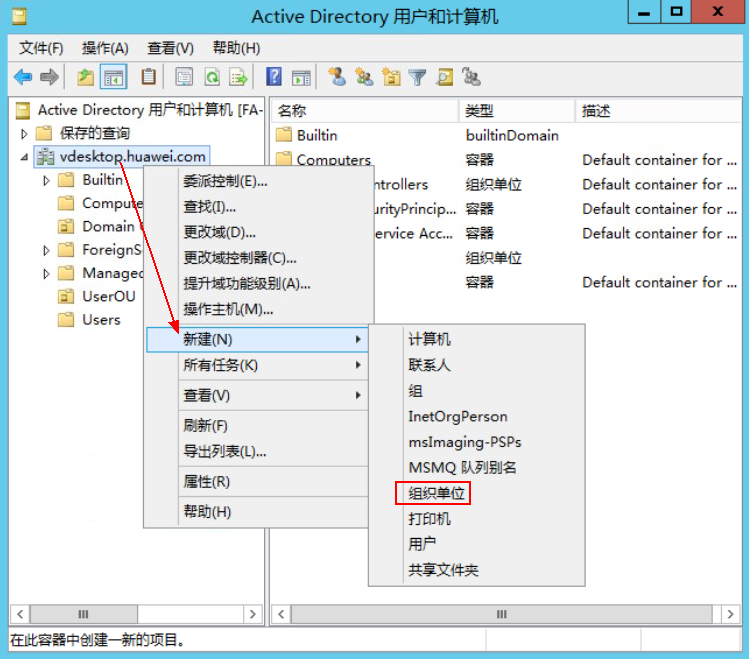 Active Directory 用户和计算机
文件(F) 操作(A) 查看(V) 帮助(H)
Active Directory 用户和计算机 [FA-
保存的查询
vdesktop.huawei.com
Builtin
Compute
Domain
ForeignS
Managed
UserOU
Users
名称 类型 描述
Builtin builtinDomain
Computers 容器 Default container for ...
ntrollers 组织单位 Default container for ...
urityPrincip... 容器 Default container for ...
ervice Acc... 容器 Default container for ...
组织单位
容器 Default container for ...
委派控制(E)...
查找(I)...
更改域(D)...
更改域控制器(C)...
提升域功能级别(A)...
操作主机(M)...
新建(N)
所有任务(K)
查看(V)
刷新(F)
导出列表(L)...
属性(R)
帮助(H)
计算机
联系人
组
InetOrgPerson
msImaging-PSPs
MSMQ 队列别名
组织单位
打印机
用户
共享文件夹
在此容器中创建一新的项目。